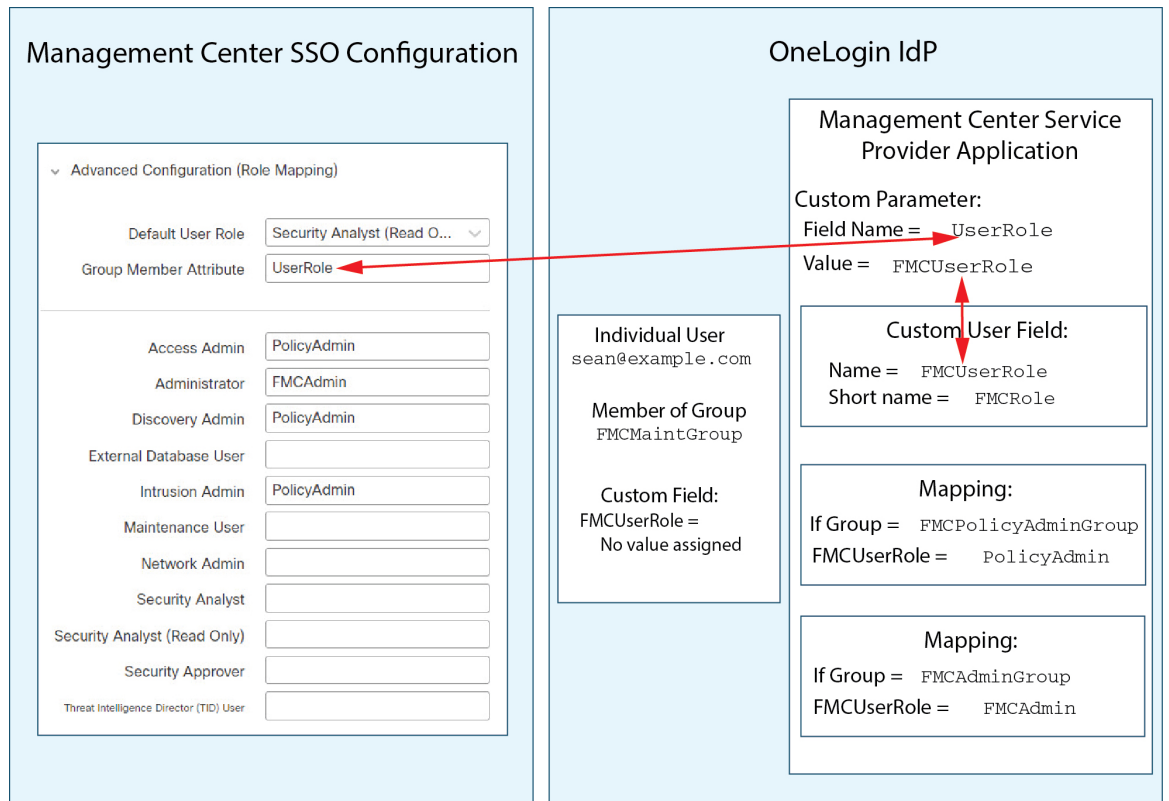 Management Center SSO Configuration
Advanced Configuration (Role Mapping)
Default User Role Security Analyst (Read O...
Group Member Attribute UserRole
Access Admin PolicyAdmin
Administrator FMCAdmin
Discovery Admin PolicyAdmin
External Database User
Intrusion Admin PolicyAdmin
Maintenance User
Network Admin
Security Analyst
Security Analyst (Read Only)
Security Approver
Threat Intelligence Director (TID) User
OneLogin IdP
Individual User
sean@example.com
Member of Group
FMCMaintGroup
Custom Field:
FMCUserRole =
No value assigned
Management Center Service
Provider Application
Custom Parameter:
Field Name = UserRole
Value = FMCUserRole
Custom User Field:
Name = FMCUserRole
Short name = FMCRole
Mapping:
If Group = FMCPolicyAdminGroup
FMCUserRole = PolicyAdmin
Mapping:
If Group = FMCAdminGroup
FMCUserRole = FMCAdmin